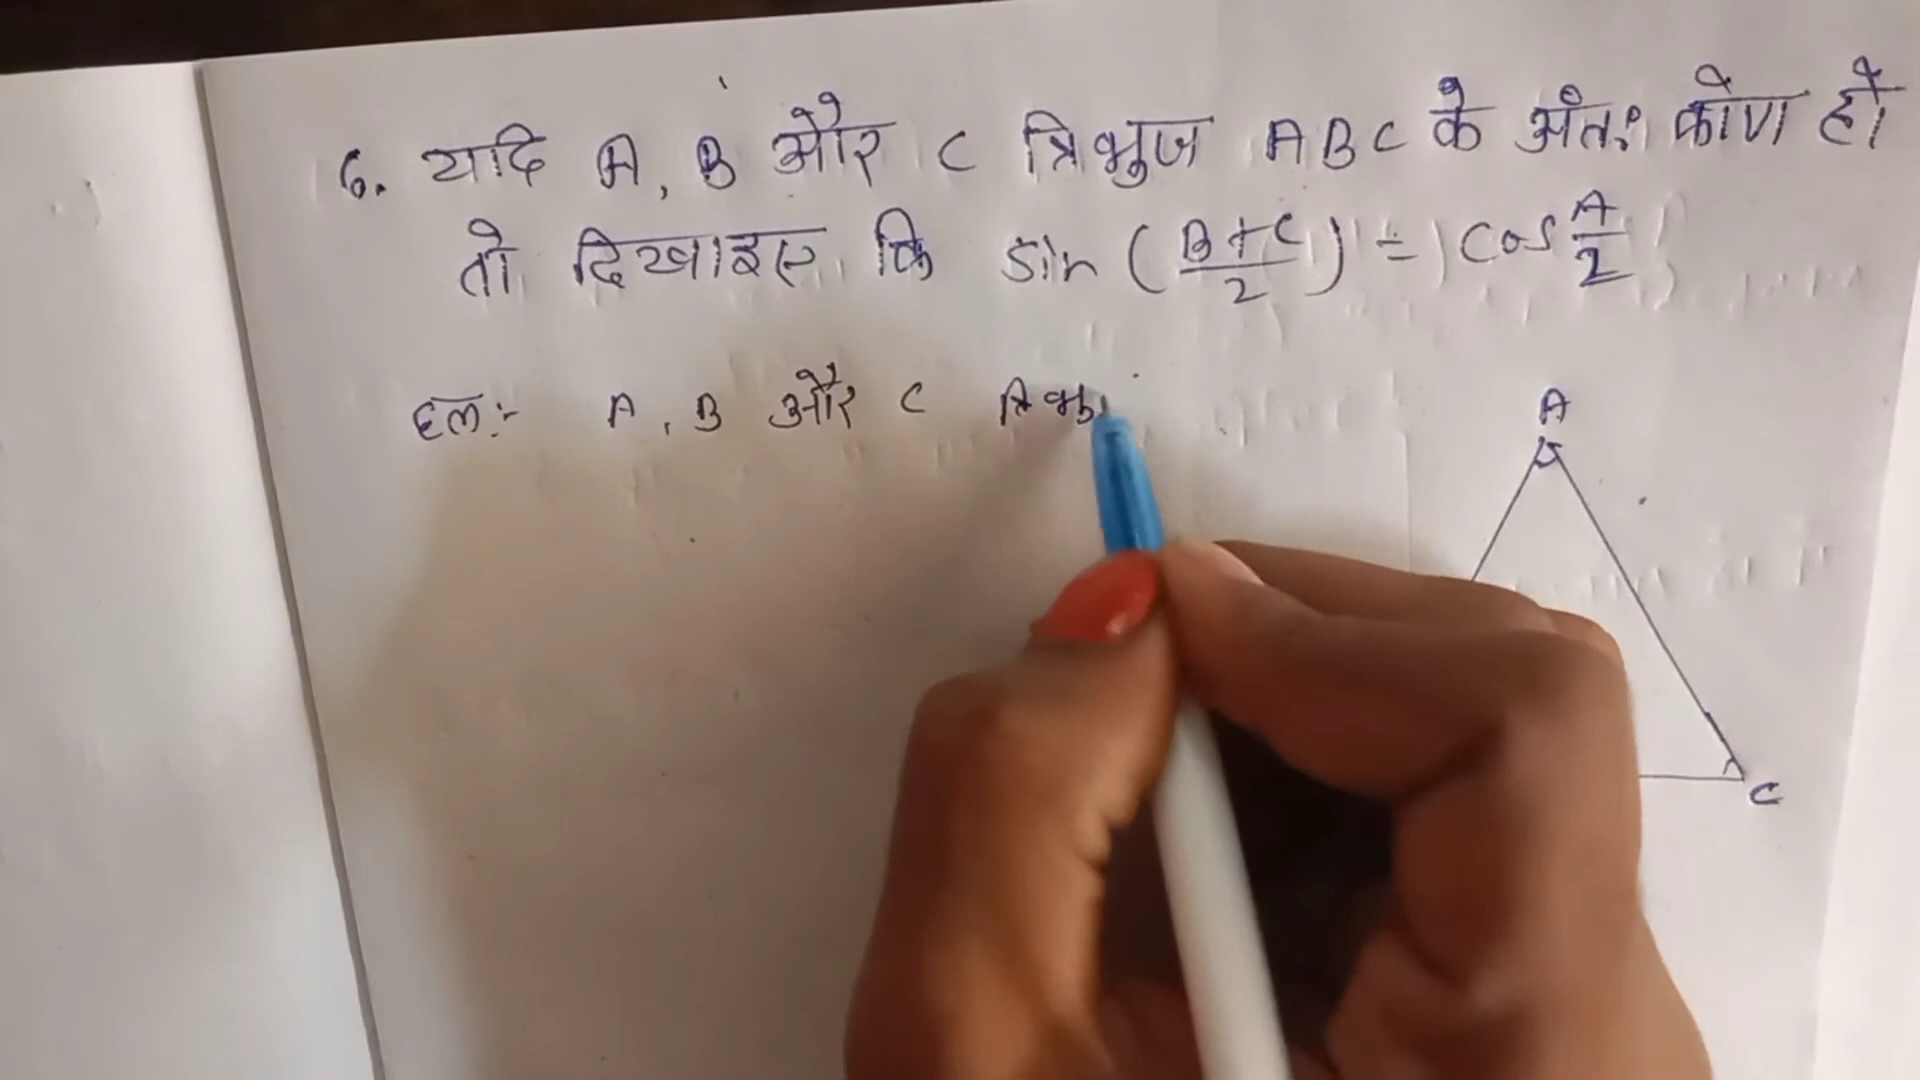 6. यदि A, B और C त्रिभुज ABC के अंतः कोण हो
तो दिखाइए कि sin (B+C/2) = cos A/2
हल:- A, B और C त्रिभु
A
C